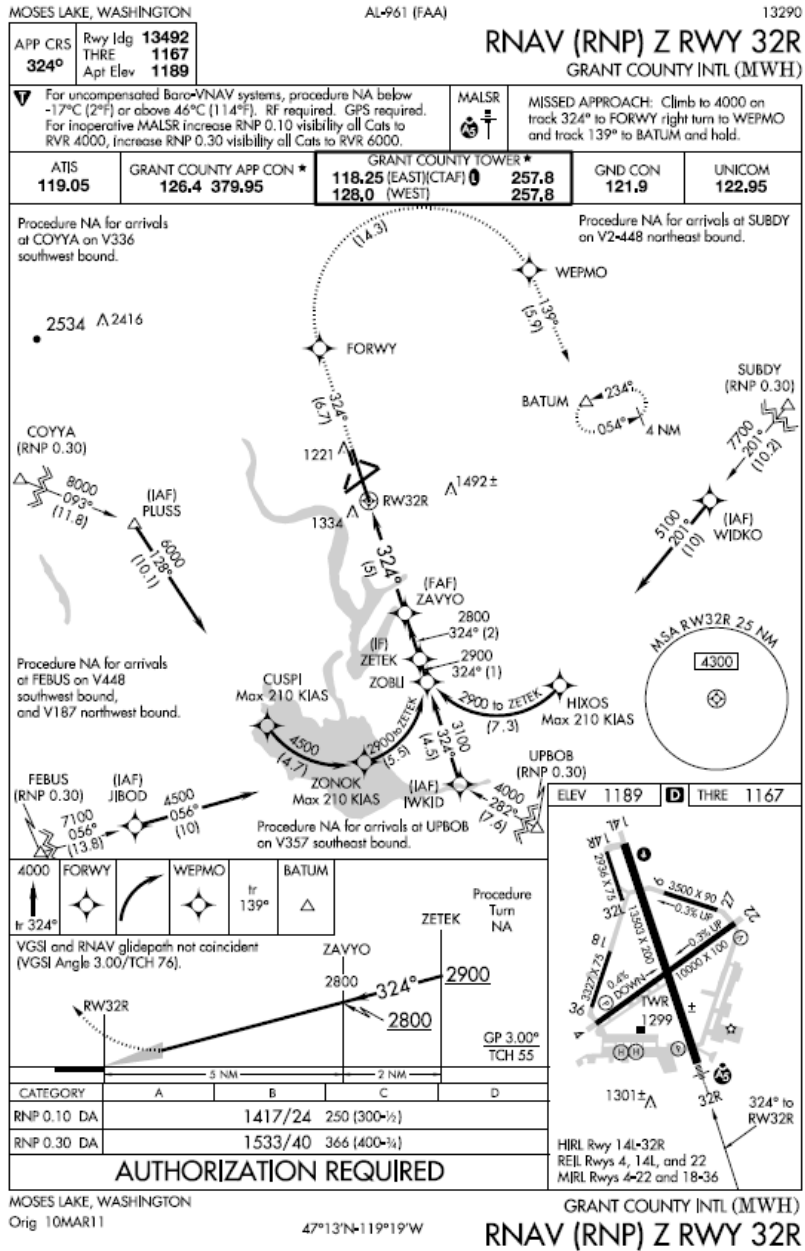 MOSES LAKE, WASHINGTON
AL-961 (FAA)
13290
APP CRS
324°
Rwy ldg 13492
THRE 1167
Apt Elev 1189
RNAV (RNP) Z RWY 32R
GRANT COUNTY INTL (MWH)
T
For uncompensated Baro-VNAV systems, procedure NA below
-17°C (2°F) or above 46°C (114°F). RF required. GPS required.
For inoperative MALSR increase RNP 0.10 visibility all Cats to
RVR 4000, increase RNP 0.30 visibility all Cats to RVR 6000.
MALSR
A5
MISSED APPROACH: Climb to 4000 on
track 324° to FORWY right turn to WEPMO
and track 139° to BATUM and hold.
ATIS
119.05
GRANT COUNTY APP CON ★
126.4 379.95
GRANT COUNTY TOWER ★
118.25 (EAST)(CTAF) L 257.8
128.0 (WEST) 257.8
GND CON
121.9
UNICOM
122.95
Procedure NA for arrivals
at COYYA on V336
southwest bound.
Procedure NA for arrivals at SUBDY
on V2-448 northeast bound.
(14.3)
WEPMO
139°
(5.9)
2534
2416
FORWY
324°
(6.7)
BATUM
234°
054°
4 NM
SUBDY
(RNP 0.30)
7700
201°
(10.2)
COYYA
(RNP 0.30)
8000
093°
(11.8)
(IAF)
PLUSS
6000
128°
(10.1)
1221
1492±
RW32R
1334
5100
201°
(10)
(IAF)
WIDKO
324°
(5)
(FAF)
ZAVYO
2800
324° (2)
(IF)
ZETEK
2900
324° (1)
ZOBLI
MSA RW32R 25 NM
4300
Procedure NA for arrivals
at FEBUS on V448
southwest bound,
and V187 northwest bound.
CUSPI
Max 210 KIAS
2900 to ZETEK
(7.3)
HIXOS
Max 210 KIAS
4500
(4.7)
2900 to ZETEK
(5.5)
3100
324°
(4.5)
ZONOK
Max 210 KIAS
(IAF)
IWKID
UPBOB
(RNP 0.30)
4000
282°
(7.6)
FEBUS
(RNP 0.30)
7100
056°
(13.8)
(IAF)
JIBOD
4500
056°
(10)
Procedure NA for arrivals at UPBOB
on V357 southeast bound.
ELEV 1189
D
THRE 1167
4000
tr 324°
FORWY
WEPMO
tr
139°
BATUM
Procedure
Turn
NA
VGSI and RNAV glidepath not coincident
(VGSI Angle 3.00/TCH 76).
ZAVYO
ZETEK
2800
324°
2900
2800
RW32R
GP 3.00°
TCH 55
5 NM
2 NM
CATEGORY A B C D
RNP 0.10 DA 1417/24 250 (300-½)
RNP 0.30 DA 1533/40 366 (400-¾)
AUTHORIZATION REQUIRED
14L
14R
2936 X 75
32L
13503 X 200
9
3500 X 90
27
0.3% UP
22
0.3% UP
10000 X 100
18
3327 X 75
36
0.4%
DOWN
4
TWR
1299
±
H H
P
P
P
A5
32R
1301±
324° to
RW32R
HIRL Rwy 14L-32R
REIL Rwys 4, 14L, and 22
MIRL Rwys 4-22 and 18-36
MOSES LAKE, WASHINGTON
Orig 10MAR11
47°13'N-119°19'W
GRANT COUNTY INTL (MWH)
RNAV (RNP) Z RWY 32R